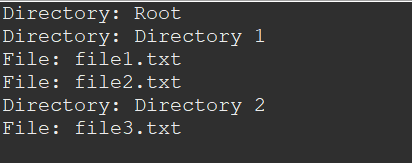 Directory: Root
Directory: Directory 1
File: file1.txt
File: file2.txt
Directory: Directory 2
File: file3.txt